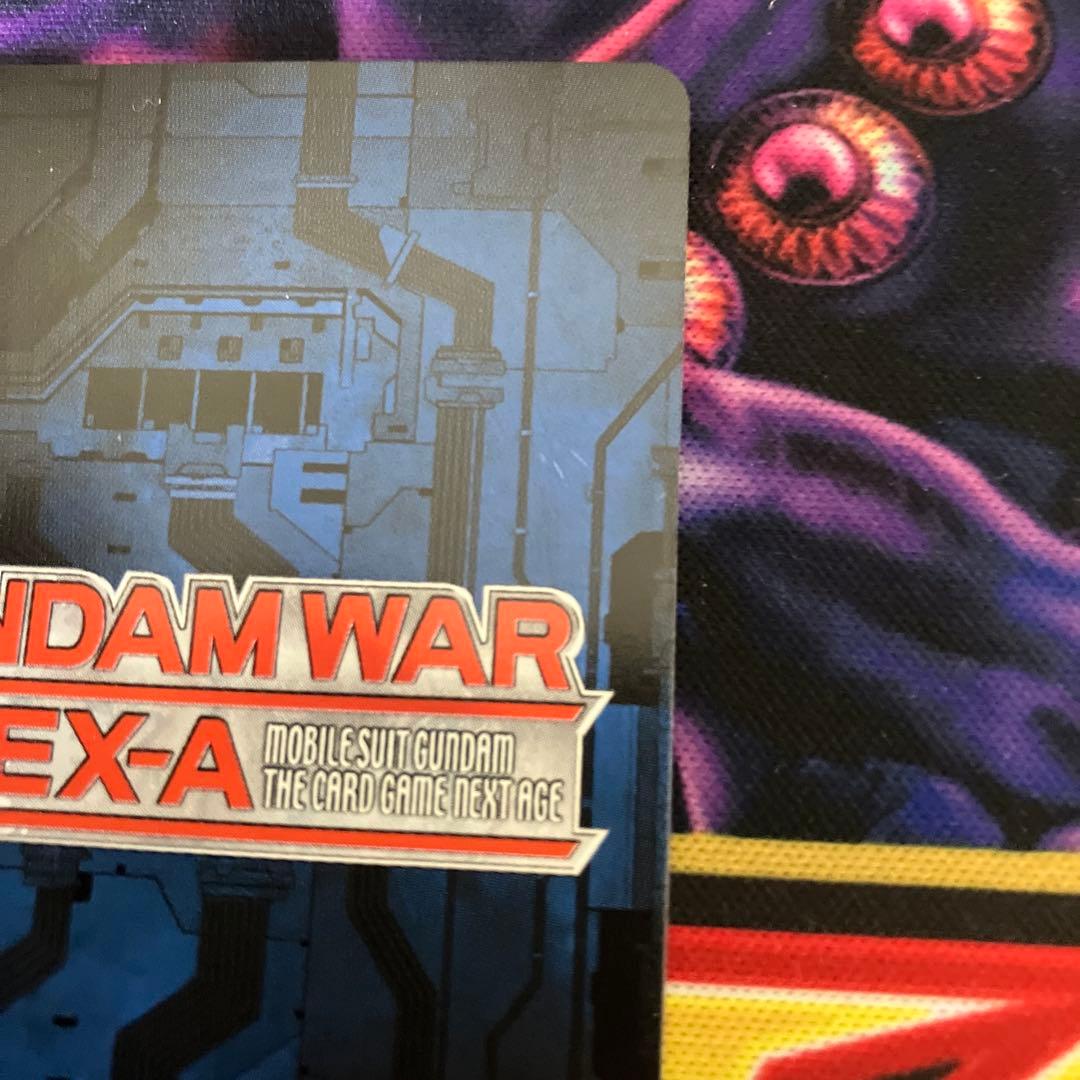 NDAM WAR
EX-A
MOBILE SUIT GUNDAM
THE CARD GAME NEXT AGE